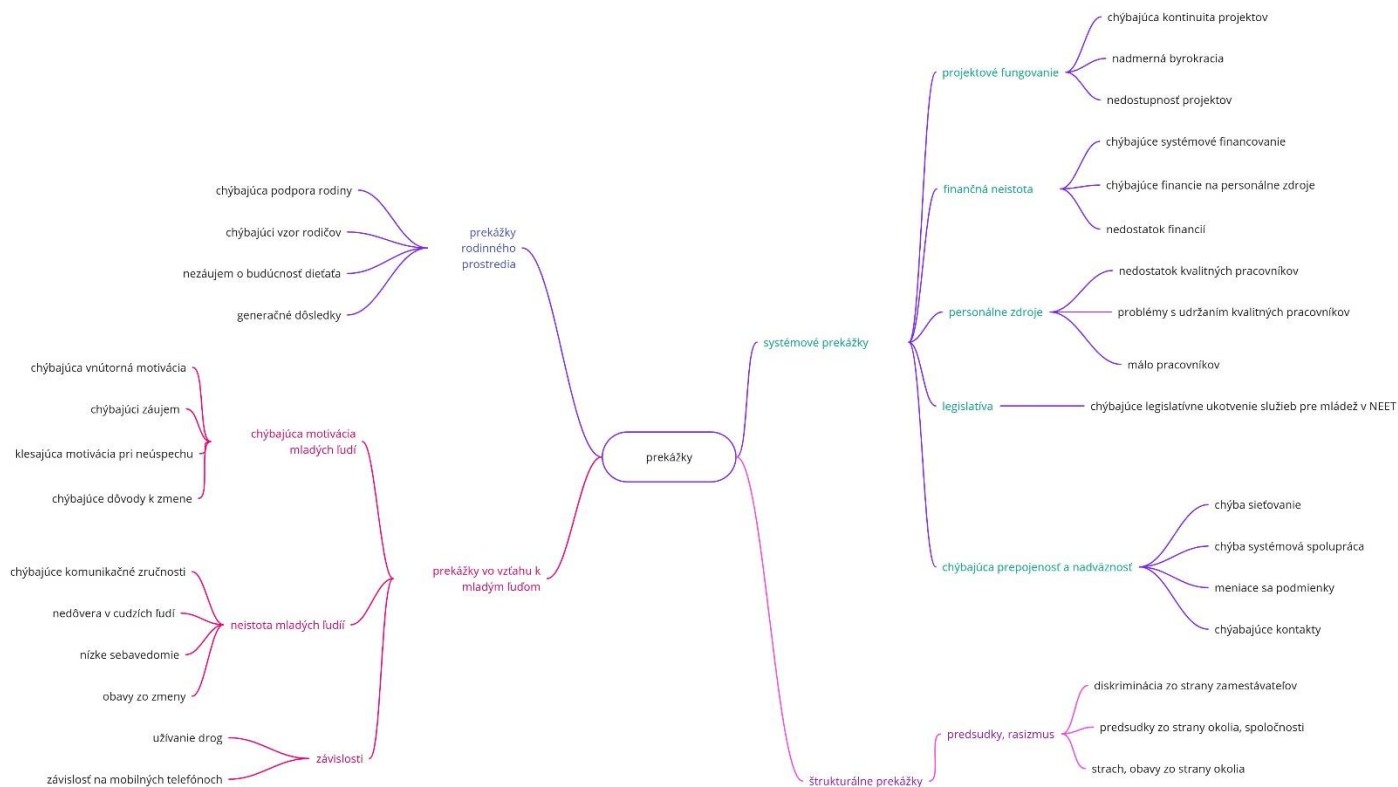 prekážky
prekážky
rodinného
prostredia
chýbajúca podpora rodiny
chýbajúci vzor rodičov
nezáujem o budúcnosť dieťaťa
generačné dôsledky
prekážky vo vzťahu k
mladým ľuďom
chýbajúca motivácia
mladých ľudí
chýbajúca vnútorná motivácia
chýbajúci záujem
klesajúca motivácia pri neúspechu
chýbajúce dôvody k zmene
neistota mladých ľudíí
chýbajúce komunikačné zručnosti
nedôvera v cudzích ľudí
nízke sebavedomie
obavy zo zmeny
závislosti
užívanie drog
závislosť na mobilných telefónoch
systémové prekážky
projektové fungovanie
chýbajúca kontinuita projektov
nadmerná byrokracia
nedostupnosť projektov
finančná neistota
chýbajúce systémové financovanie
chýbajúce financie na personálne zdroje
nedostatok financií
personálne zdroje
nedostatok kvalitných pracovníkov
problémy s udržaním kvalitných pracovníkov
málo pracovníkov
legislatíva
chýbajúce legislatívne ukotvenie služieb pre mládež v NEET
chýbajúca prepojenosť a nadväznosť
chýba sieťovanie
chýba systémová spolupráca
meniace sa podmienky
chýabajúce kontakty
štrukturálne prekážky
predsudky, rasizmus
diskriminácia zo strany zamestávateľov
predsudky zo strany okolia, spoločnosti
strach, obavy zo strany okolia